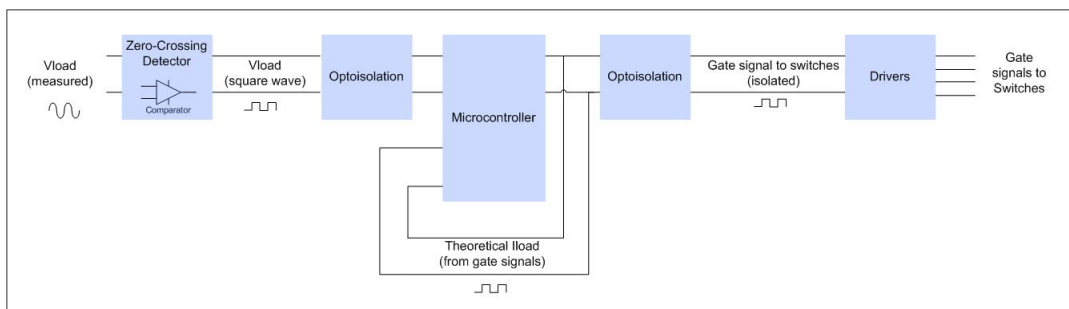 Vload
(measured)
Zero-Crossing
Detector
Comparator
Vload
(square wave)
Optoisolation
Microcontroller
Theoretical Iload
(from gate signals)
Optoisolation
Gate signal to switches
(isolated)
Drivers
Gate
signals to
Switches